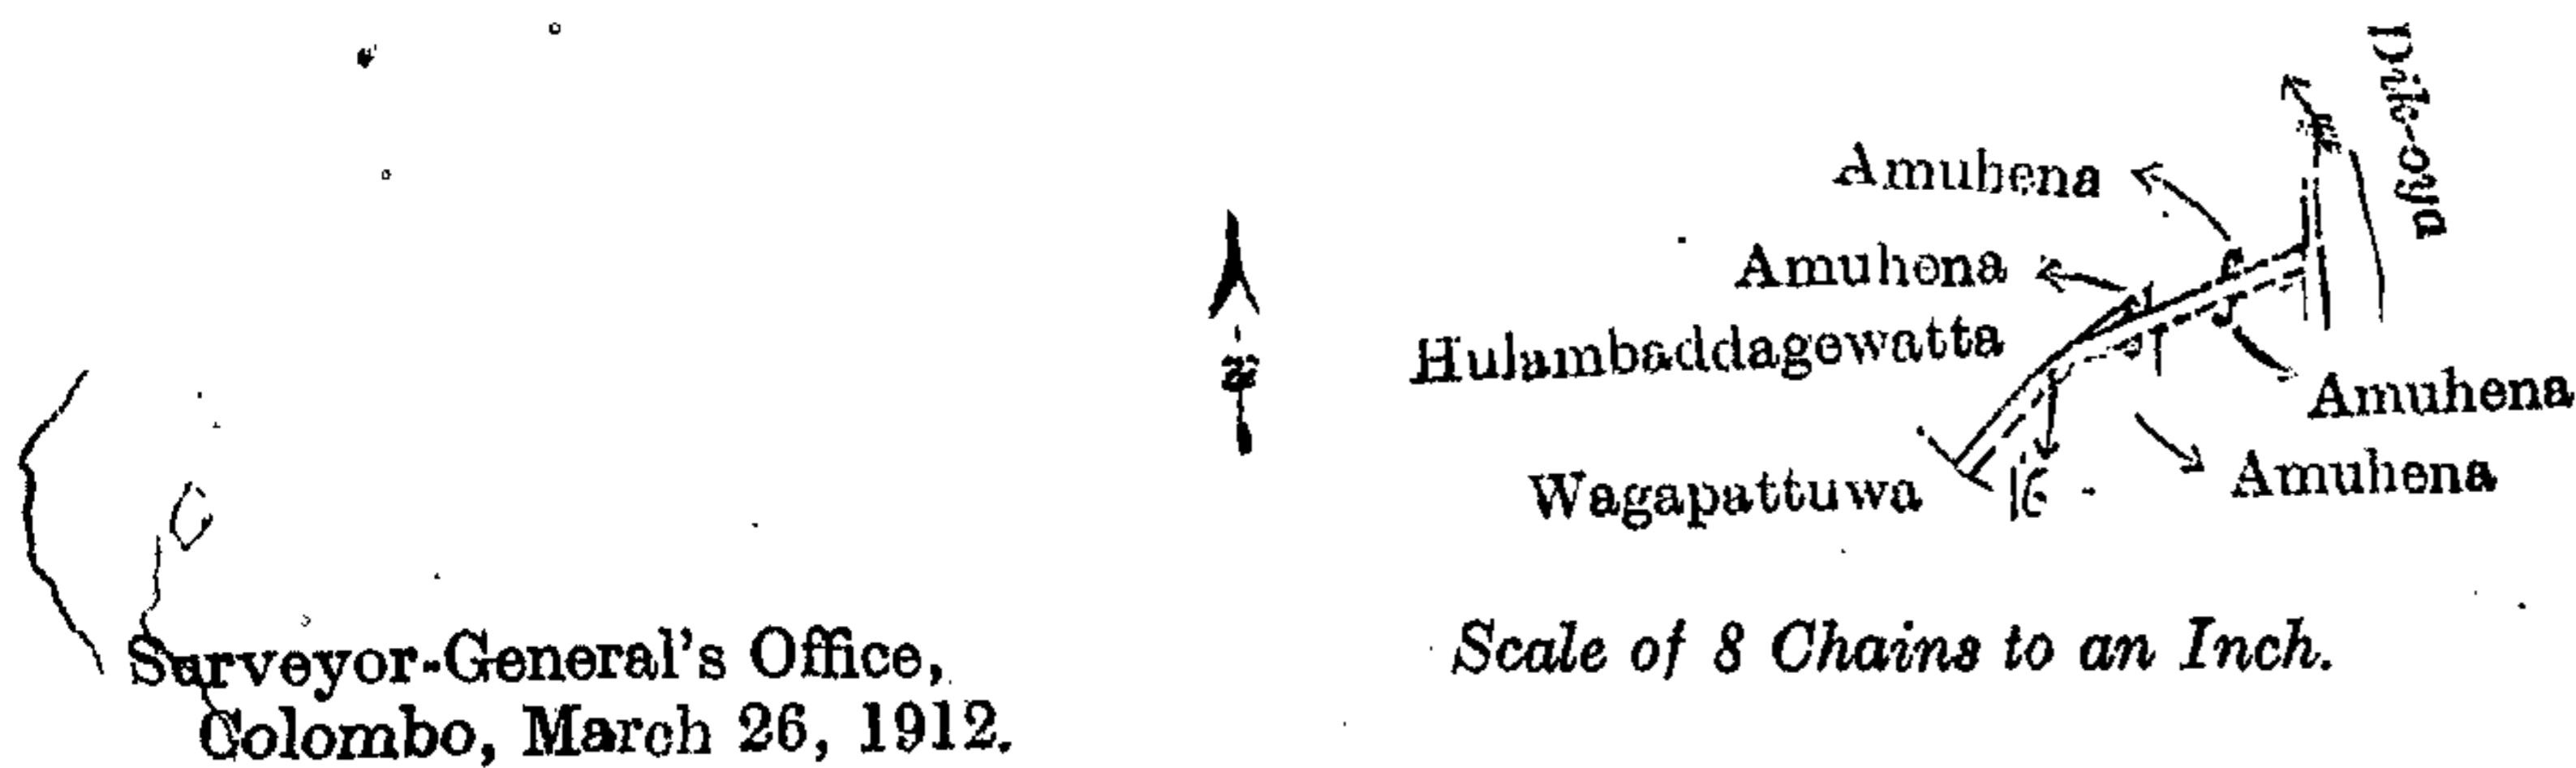 Dik-oya
Amuhena
Amuhena
Hulambaddagewatta
Amuhena
Amuhena
Wagapattuwa
16
N
Scale of 8 Chains to an Inch.
Surveyor-General's Office,
Colombo, March 26, 1912.